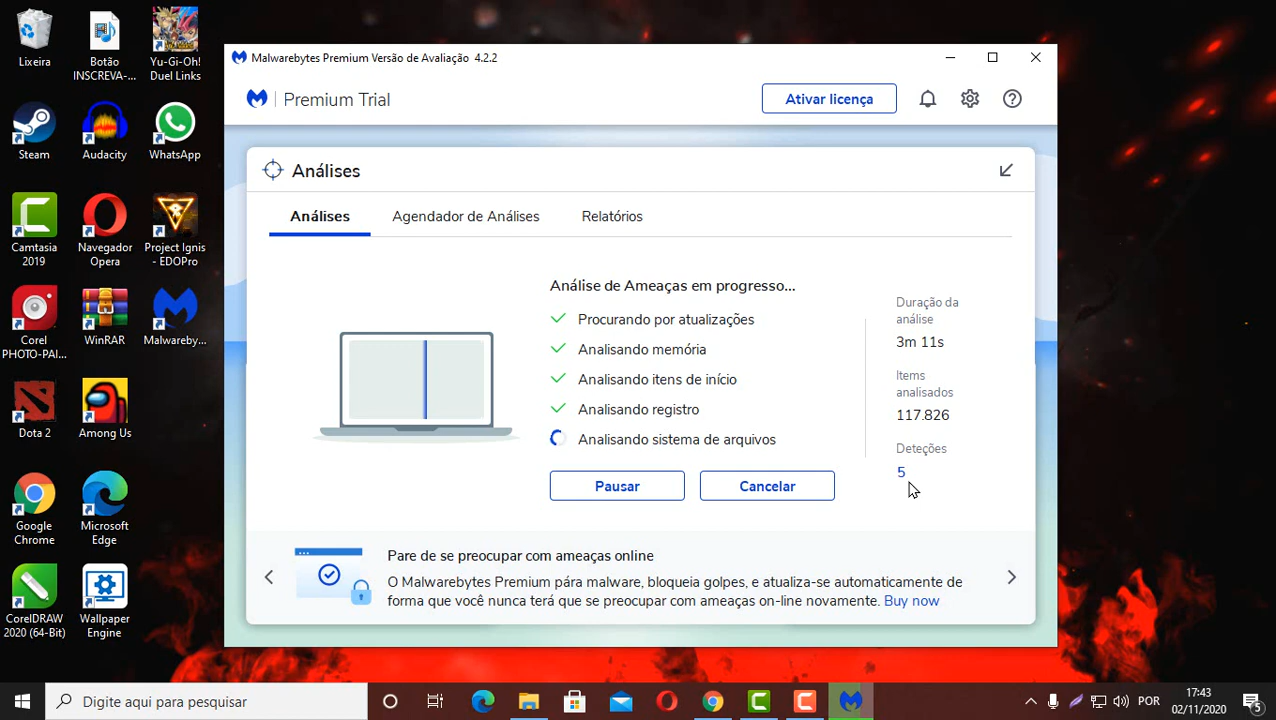 Lixeira
Botão
INSCREVA-...
Yu-Gi-Oh!
Duel Links
Steam
Audacity
WhatsApp
Camtasia
2019
Navegador
Opera
Project Ignis
- EDOPro
Corel
PHOTO-PAI...
WinRAR
Malwareby...
Dota 2
Among Us
Google
Chrome
Microsoft
Edge
CorelDRAW
2020 (64-Bit)
Wallpaper
Engine
Malwarebytes Premium Versão de Avaliação 4.2.2
Premium Trial
Ativar licença
Análises
Análises
Agendador de Análises
Relatórios
Análise de Ameaças em progresso...
Procurando por atualizações
Analisando memória
Analisando itens de início
Analisando registro
Analisando sistema de arquivos
Pausar
Cancelar
Duração da
análise
3m 11s
Items
analisados
117.826
Deteções
5
Pare de se preocupar com ameaças online
O Malwarebytes Premium pára malware, bloqueia golpes, e atualiza-se automaticamente de
forma que você nunca terá que se preocupar com ameaças on-line novamente. Buy now
Digite aqui para pesquisar
POR
17:43
02/11/2020
5